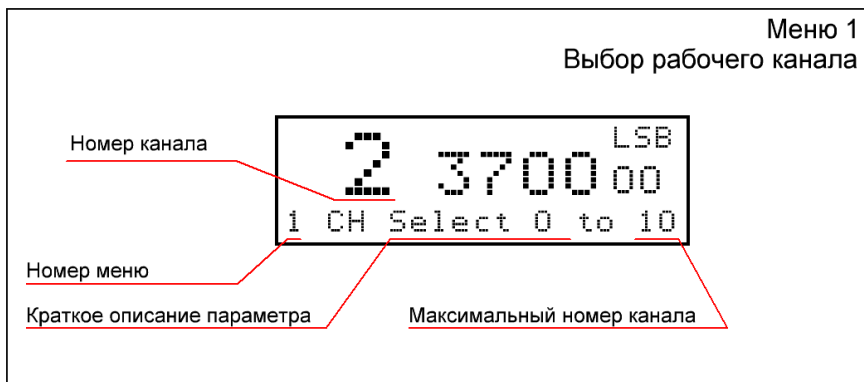 Меню 1
Выбор рабочего канала
Номер канала
LSB
2 3700 00
1 CH Select 0 to 10
Номер меню
Краткое описание параметра
Максимальный номер канала